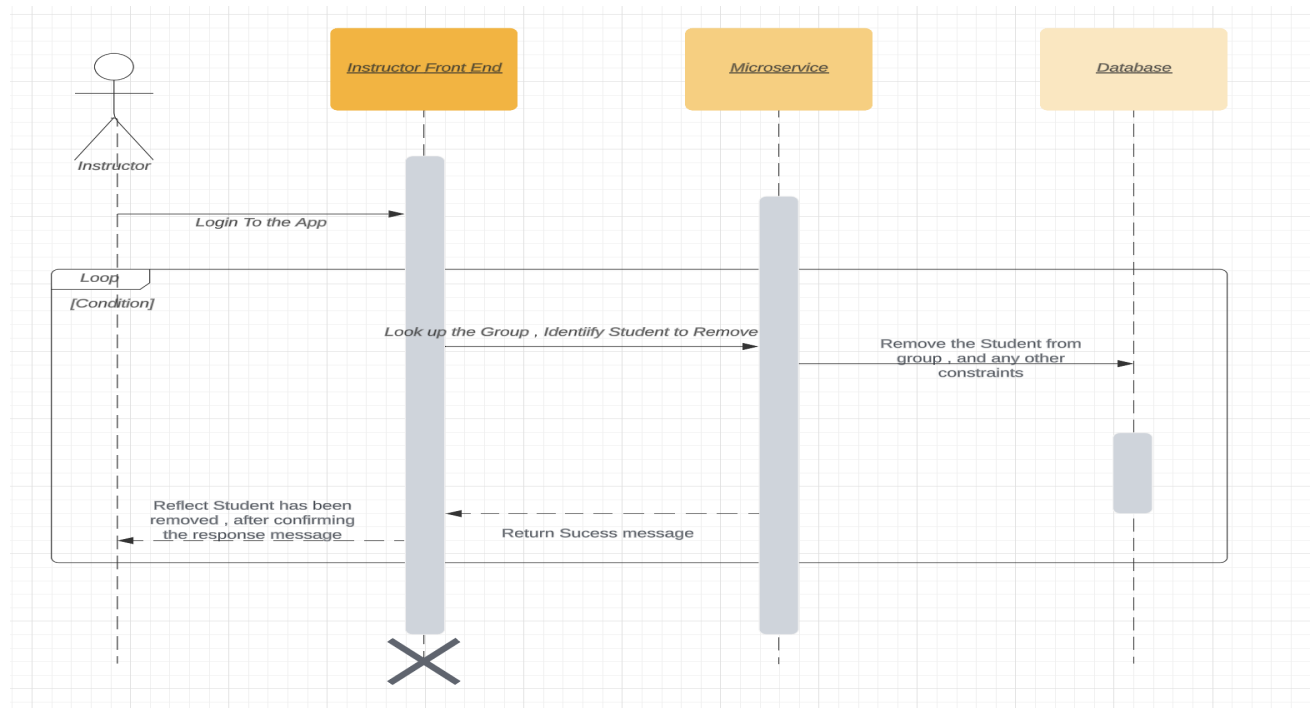 Instructor Front End
Microservice
Database
Instructor
Login To the App
Loop
[Condition]
Look up the Group , Identiify Student to Remove
Remove the Student from
group , and any other
constraints
Reflect Student has been
removed , after confirming
the response message
Return Sucess message